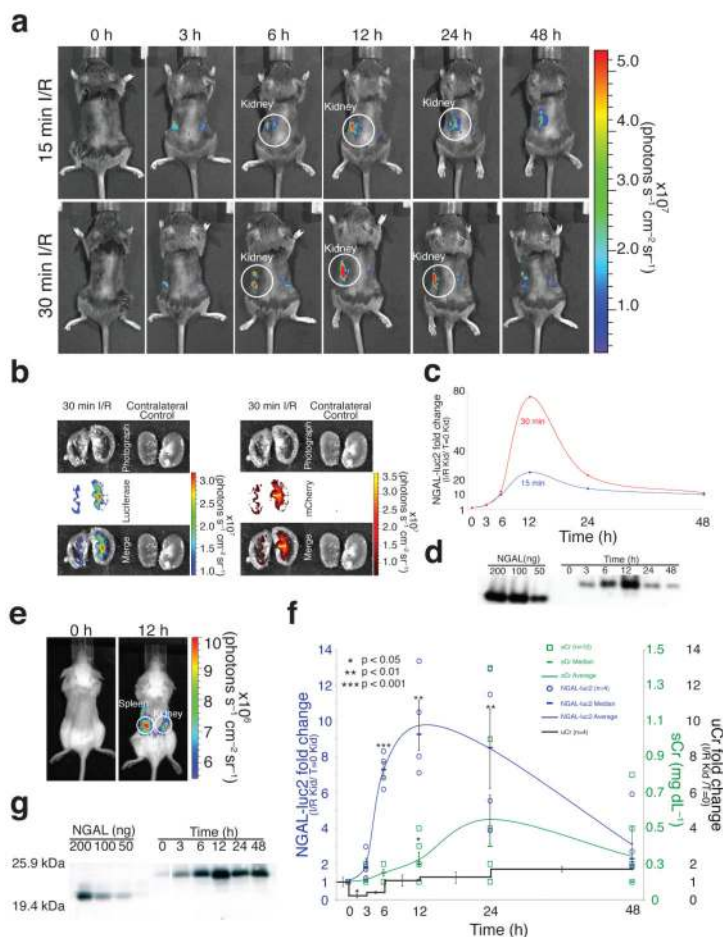 a
0 h 3 h 6 h 12 h 24 h 48 h
15 min I/R
Kidney Kidney Kidney
30 min I/R
Kidney Kidney Kidney
5.0
4.0
3.0
2.0
1.0
x10⁷
(photons s⁻¹ cm⁻² sr⁻¹)
b
30 min I/R Contralateral Control
Photograph
Luciferase
Merge
3.0
2.5
2.0
1.5
1.0
x10⁷
(photons s⁻¹ cm⁻² sr⁻¹)
30 min I/R Contralateral Control
Photograph
mCherry
Merge
3.5
3.0
2.5
2.0
1.5
1.0
x10⁷
(photons s⁻¹ cm⁻² sr⁻¹)
c
NGAL-luc2 fold change
(I/R Kid/T=0 Kid)
80
60
40
20
10
1
30 min
15 min
0 3 6 12 24 48
Time (h)
d
NGAL(ng) Time (h)
200 100 50 0 3 6 12 24 48
e
0 h 12 h
Spleen Kidney
10
9
8
7
6
x10⁶
(photons s⁻¹ cm⁻² sr⁻¹)
f
NGAL-luc2 fold change
(I/R Kid/ T=0 Kid)
14
12
10
8
6
4
2
1
0
* p < 0.05
** p < 0.01
*** p < 0.001
sCr (n=10)
sCr Median
sCr Average
NGAL-luc2 (n=4)
NGAL-luc2 Median
NGAL-luc2 Average
uCr (n=4)
*** ** ** * *
1.5
1.3
1.1
0.9
0.7
0.5
0.3
0
sCr (mg dL⁻¹)
14
12
10
8
6
4
2
1
0
uCr fold change
(I/R Kid/T=0)
0 3 6 12 24 48
Time (h)
g
NGAL (ng) Time (h)
200 100 50 0 3 6 12 24 48
25.9 kDa
19.4 kDa